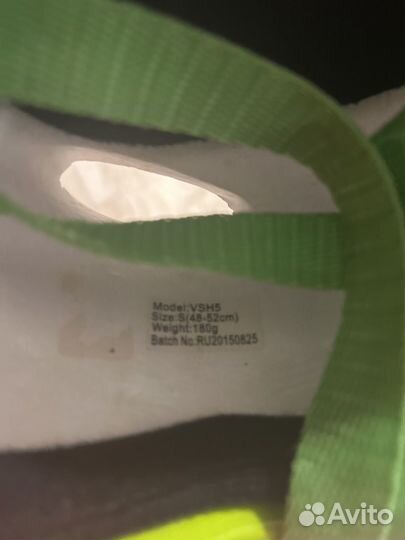 Model:VSH5
Size:S(48-52cm)
Weight:180g
Batch No:RU20150825
Avito